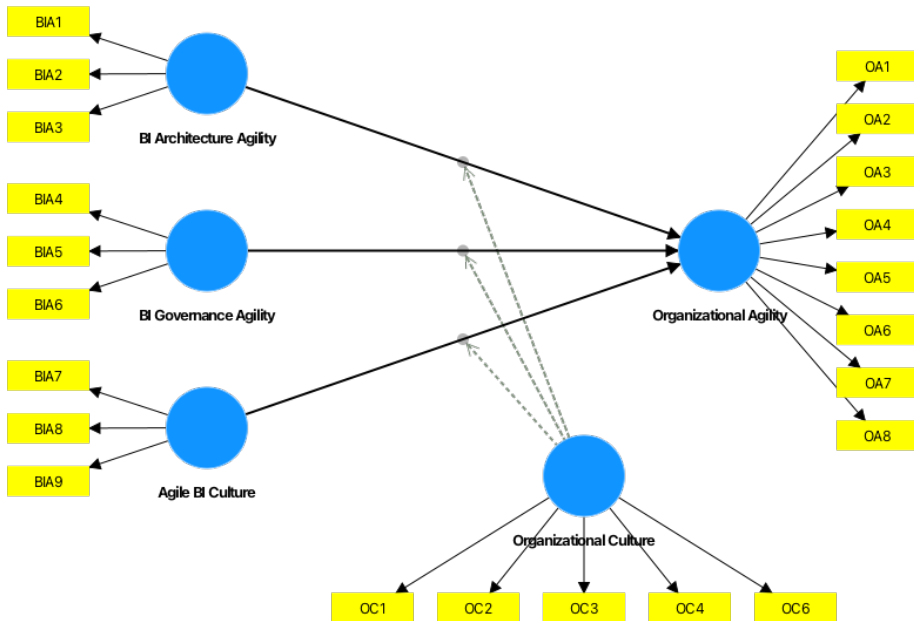 BIA1
BIA2
BIA3
BI Architecture Agility
BIA4
BIA5
BIA6
BI Governance Agility
BIA7
BIA8
BIA9
Agile BI Culture
OA1
OA2
OA3
OA4
OA5
OA6
OA7
OA8
Organizational Agility
Organizational Culture
OC1
OC2
OC3
OC4
OC6